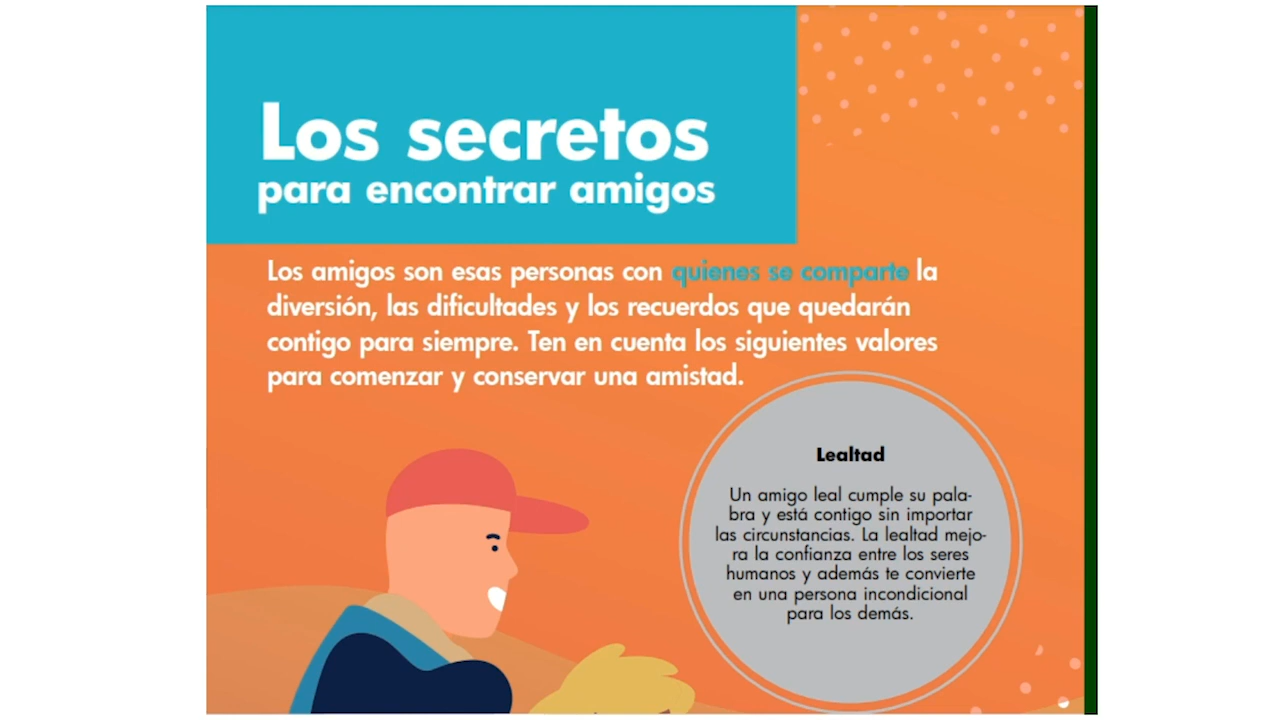 Los secretos
para encontrar amigos
Los amigos son esas personas con quienes se comparte la
diversión, las dificultades y los recuerdos que quedarán
contigo para siempre. Ten en cuenta los siguientes valores
para comenzar y conservar una amistad.
Lealtad
Un amigo leal cumple su pala-
bra y está contigo sin importar
las circunstancias. La lealtad mejo-
ra la confianza entre los seres
humanos y además te convierte
en una persona incondicional
para los demás.